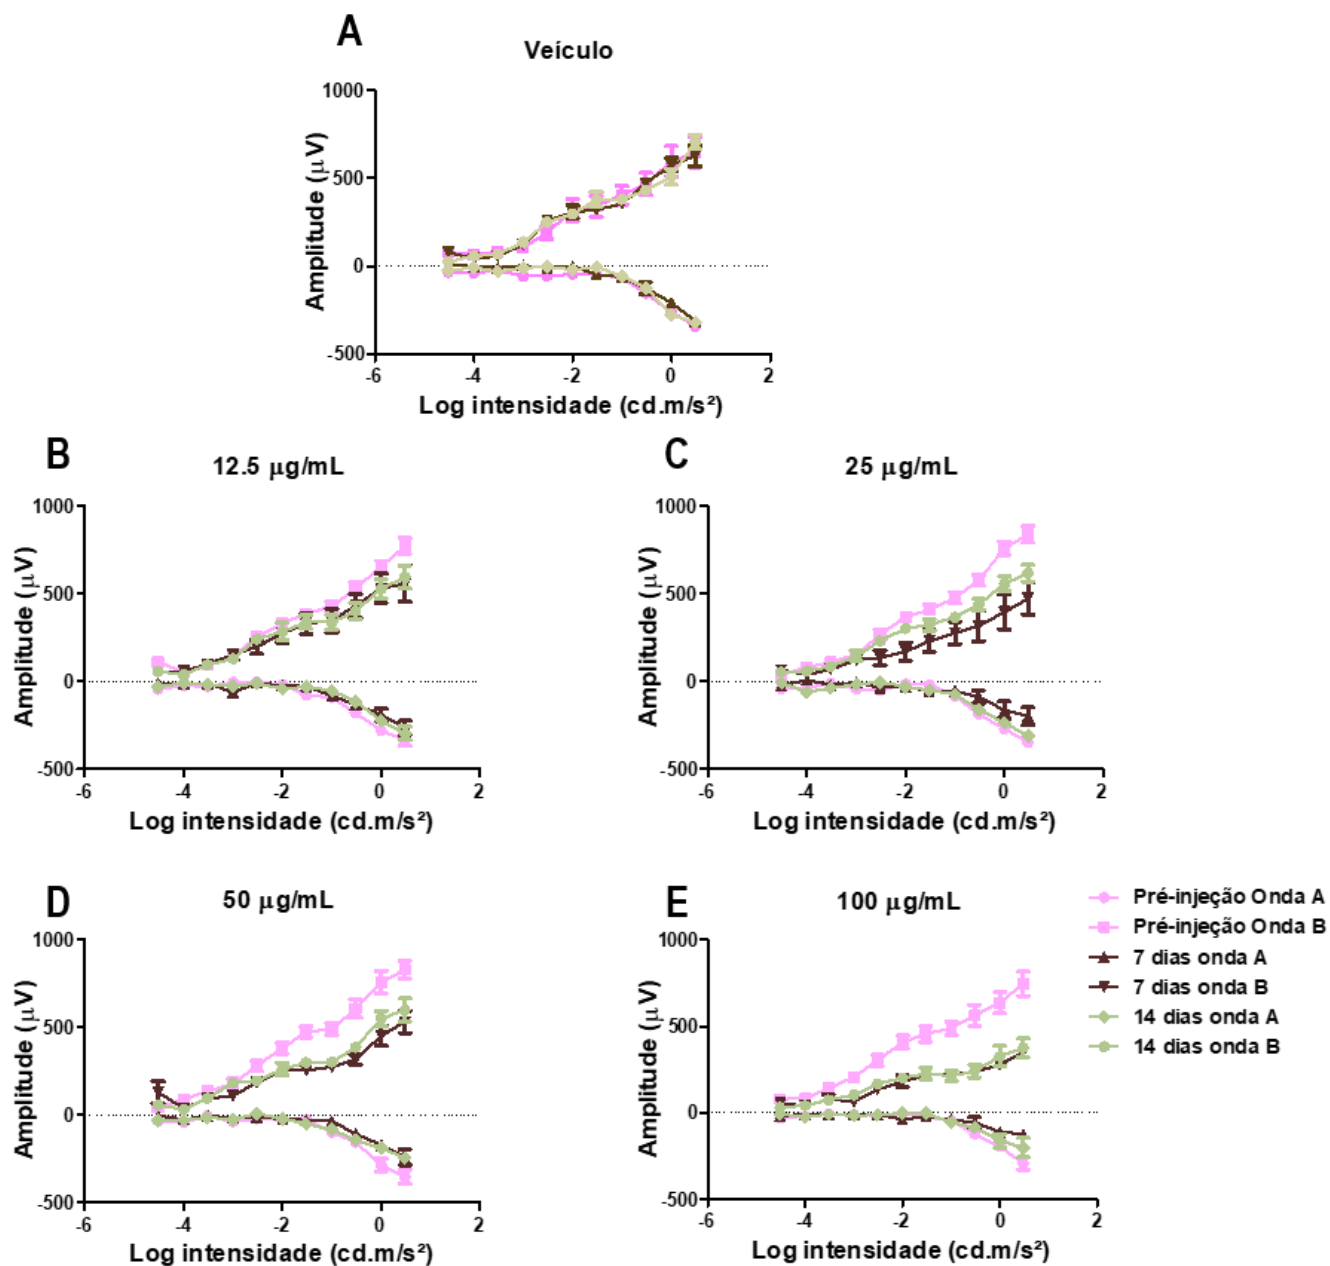 A
Veículo
1000
500
0
-500
-6
-4
-2
0
2
Amplitude (μV)
Log intensidade (cd.m/s²)
B
12.5 μg/mL
1000
500
0
-500
-6
-4
-2
0
2
Amplitude (μV)
Log intensidade (cd.m/s²)
C
25 μg/mL
1000
500
0
-500
-6
-4
-2
0
2
Amplitude (μV)
Log intensidade (cd.m/s²)
D
50 μg/mL
1000
500
0
-500
-6
-4
-2
0
2
Amplitude (μV)
Log intensidade (cd.m/s²)
E
100 μg/mL
1000
500
0
-500
-6
-4
-2
0
2
Amplitude (μV)
Log intensidade (cd.m/s²)
Pré-injeção Onda A
Pré-injeção Onda B
7 dias onda A
7 dias onda B
14 dias onda A
14 dias onda B